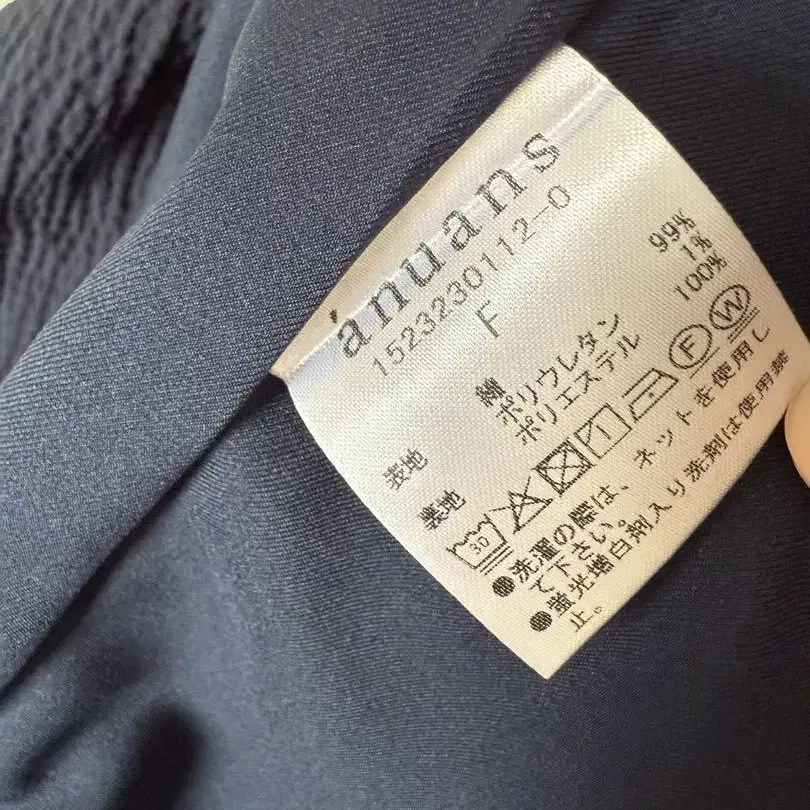 ánuans
1523230112-0
F
表地 綿 99%
ポリウレタン 1%
裏地 ポリエステル 100%
30 1 F W
●洗濯の際は、ネットを使用し
て下さい。
●蛍光増白剤入り洗剤は使用禁
止。